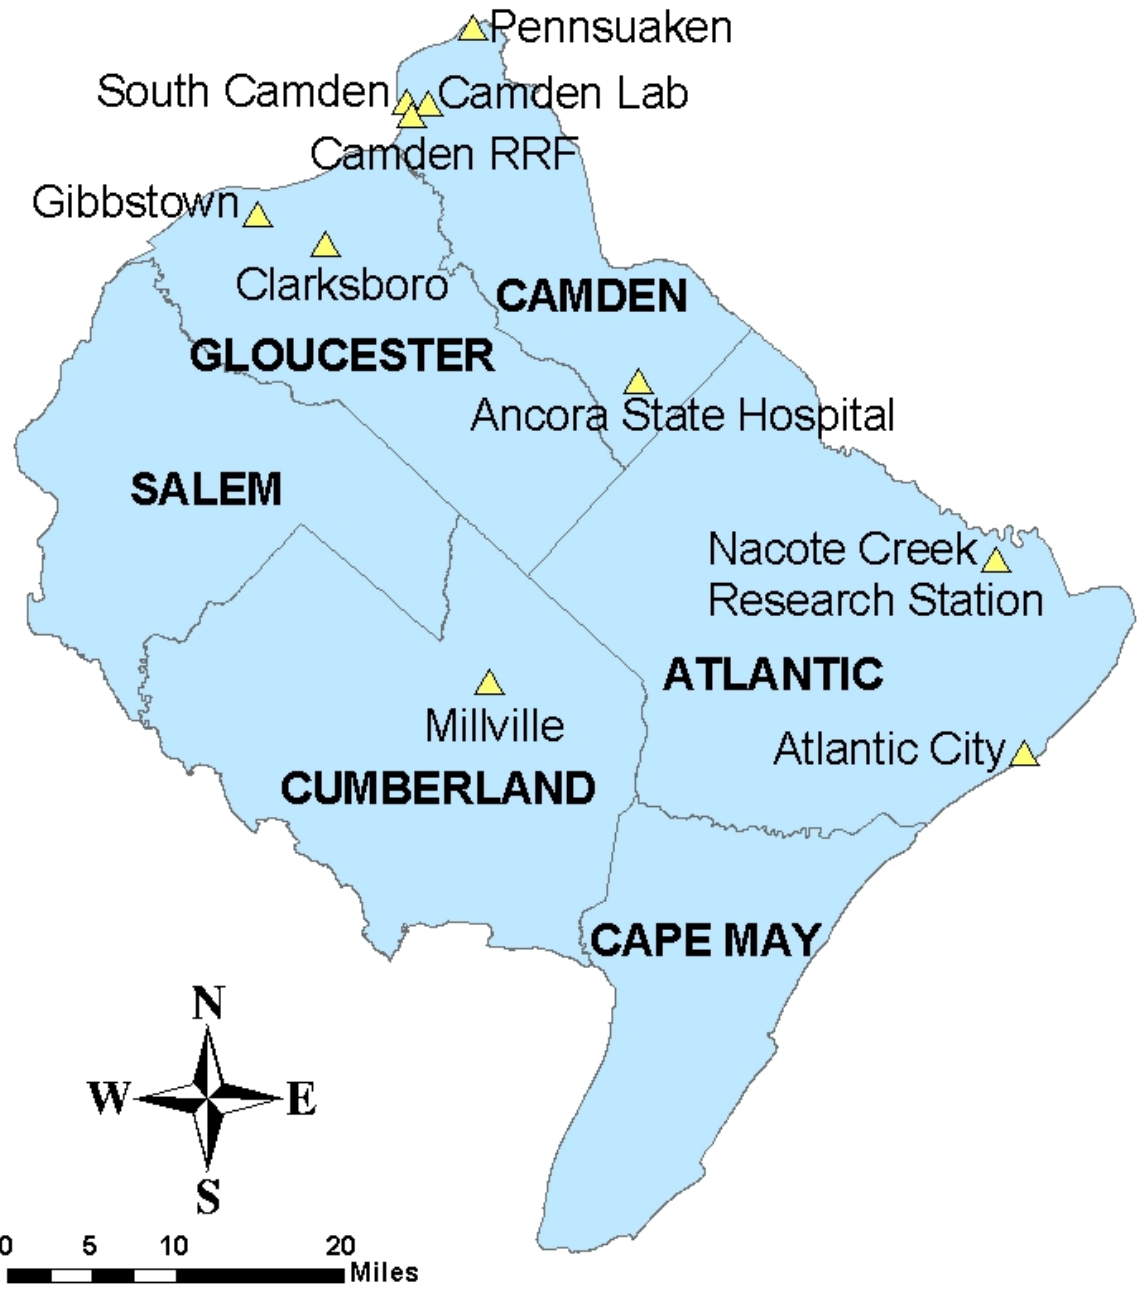 Pennsuaken
South Camden
Camden Lab
Camden RRF
Gibbstown
Clarksboro
CAMDEN
GLOUCESTER
Ancora State Hospital
SALEM
Nacote Creek
Research Station
ATLANTIC
Millville
Atlantic City
CUMBERLAND
CAPE MAY
N
W E
S
0 5 10 20
Miles